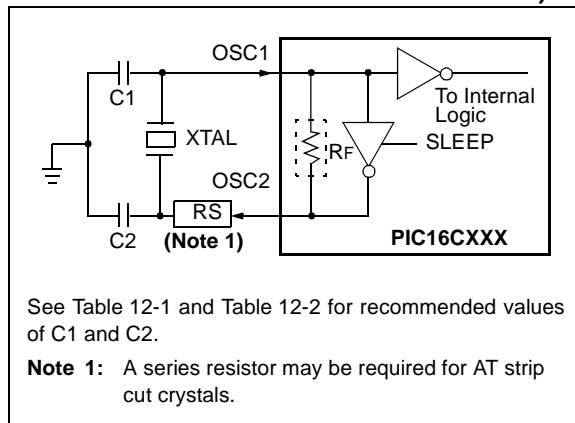 OSC1
C1
To Internal
Logic
XTAL
SLEEP
RF
OSC2
RS
C2
(Note 1)
PIC16CXXX
See Table 12-1 and Table 12-2 for recommended values
of C1 and C2.
Note 1: A series resistor may be required for AT strip
cut crystals.